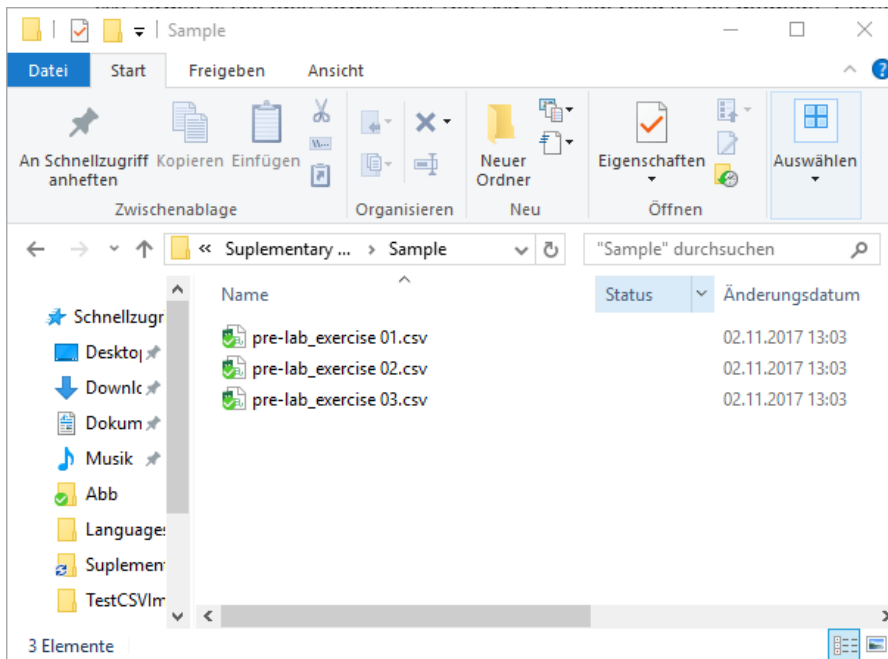 Sample
Datei Start Freigeben Ansicht
An Schnellzugriff anheften
Kopieren Einfügen
Neuer Ordner
Eigenschaften
Auswählen
Zwischenablage Organisieren Neu Öffnen
« Suplementary ... › Sample "Sample" durchsuchen
Name Status Änderungsdatum
Schnellzugr
Desktop
pre-lab_exercise 01.csv 02.11.2017 13:03
pre-lab_exercise 02.csv 02.11.2017 13:03
pre-lab_exercise 03.csv 02.11.2017 13:03
Downlc
Dokum
Musik
Abb
Language
Suplemen
TestCSVIm
3 Elemente